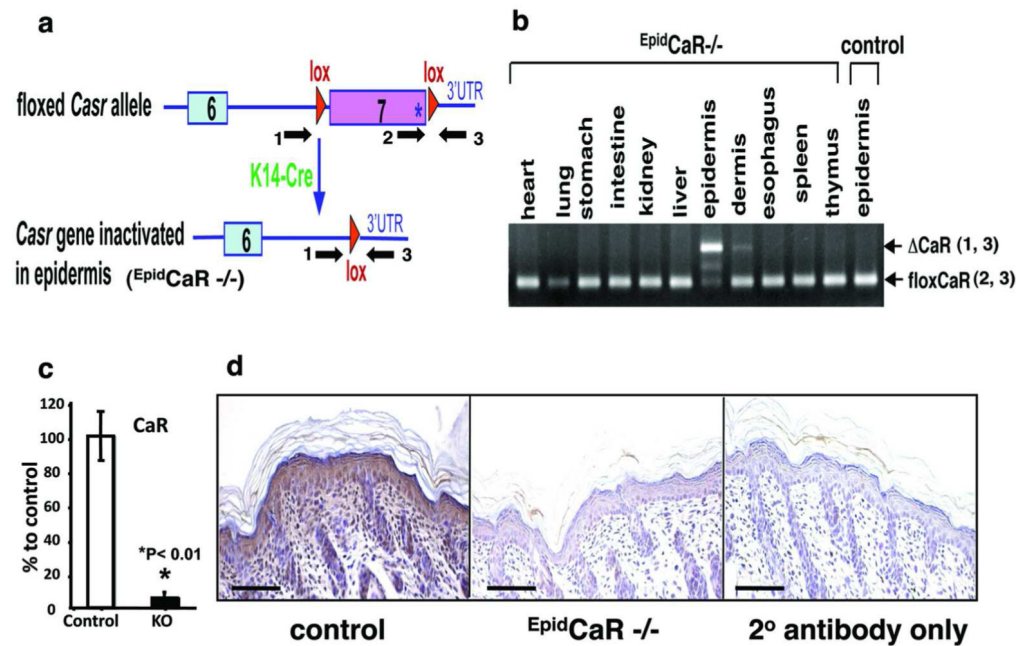 a
lox
lox
floxed Casr allele
6
7
*
3'UTR
1
2
3
K14-Cre
Casr gene inactivated
in epidermis (EpidCaR -/-)
6
3'UTR
1
3
lox
b
EpidCaR-/-
control
heart
lung
stomach
intestine
kidney
liver
epidermis
dermis
esophagus
spleen
thymus
epidermis
ΔCaR (1, 3)
floxCaR (2, 3)
c
% to control
120
100
80
60
40
20
0
CaR
*P< 0.01
*
Control
KO
d
control
EpidCaR -/-
2º antibody only